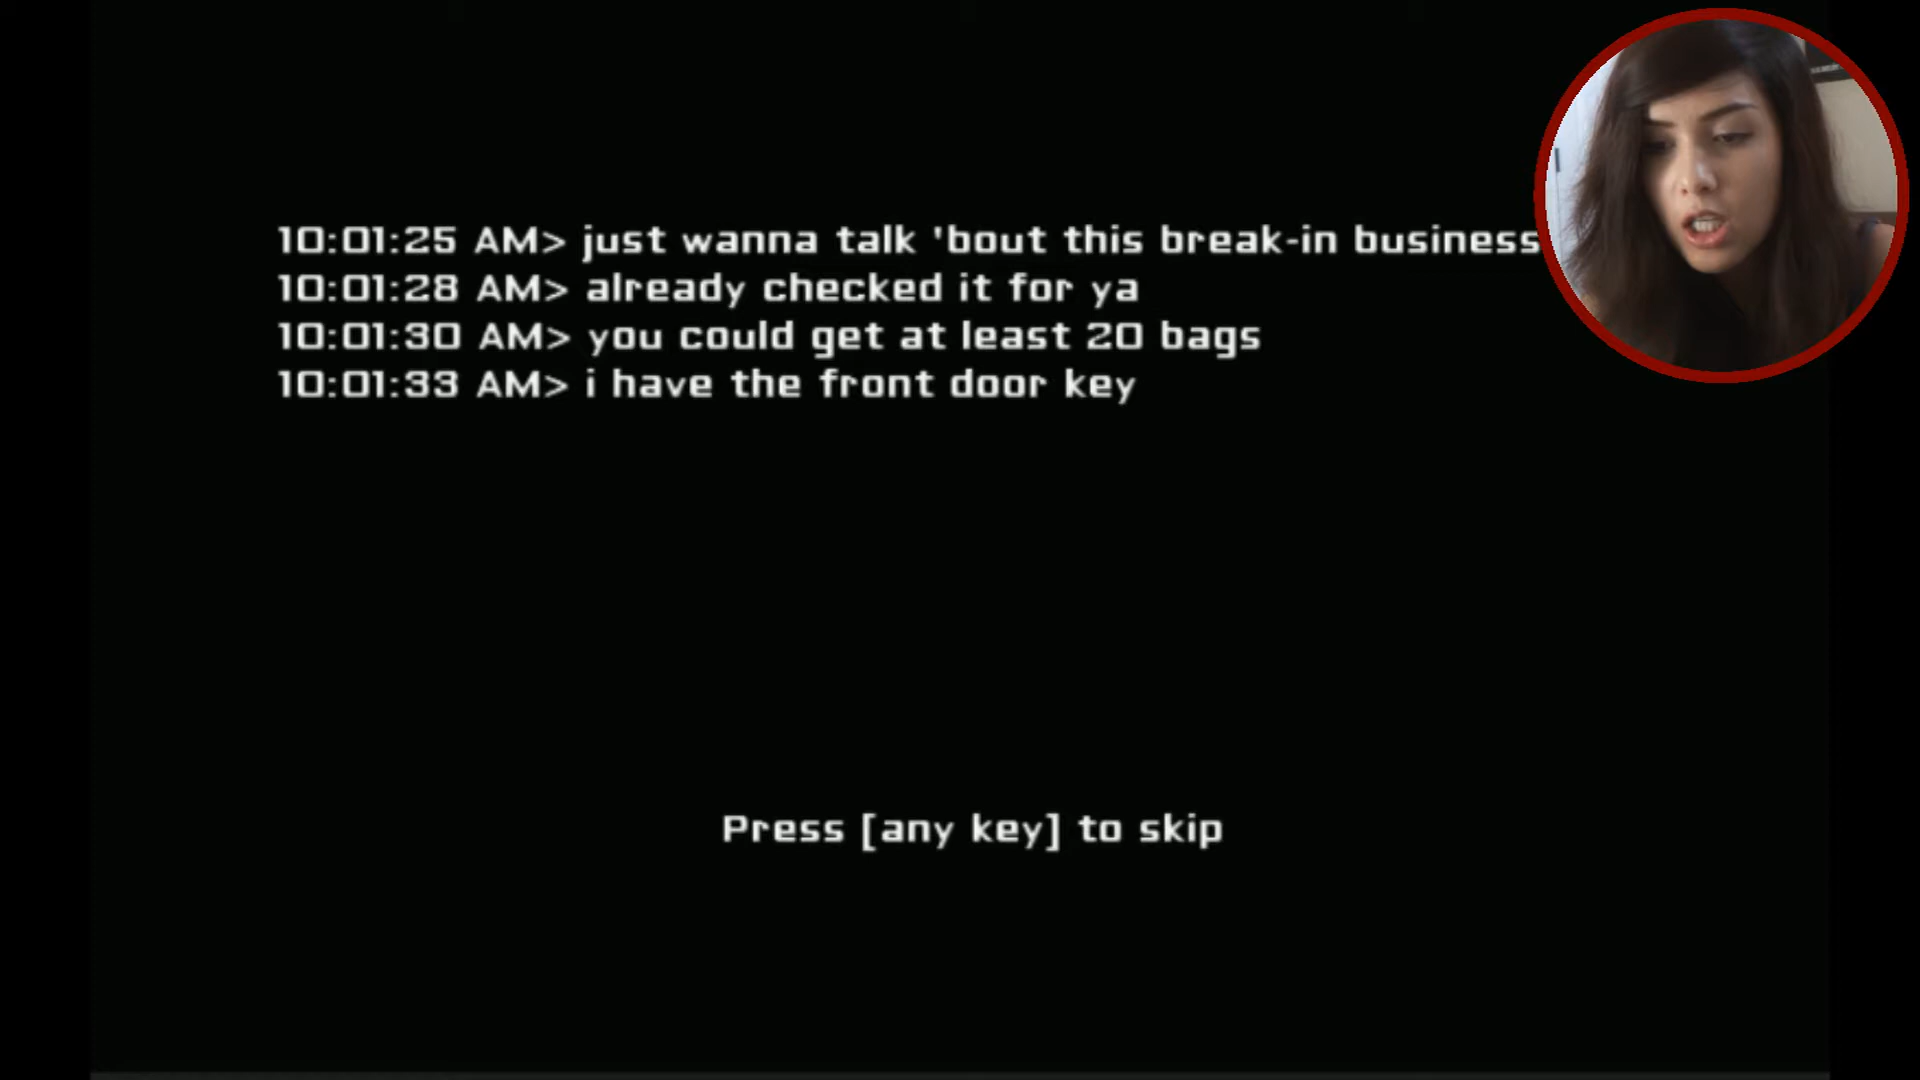 10:01:25 AM> just wanna talk 'bout this break-in business
10:01:28 AM> already checked it for ya
10:01:30 AM> you could get at least 20 bags
10:01:33 AM> i have the front door key
Press [any key] to skip